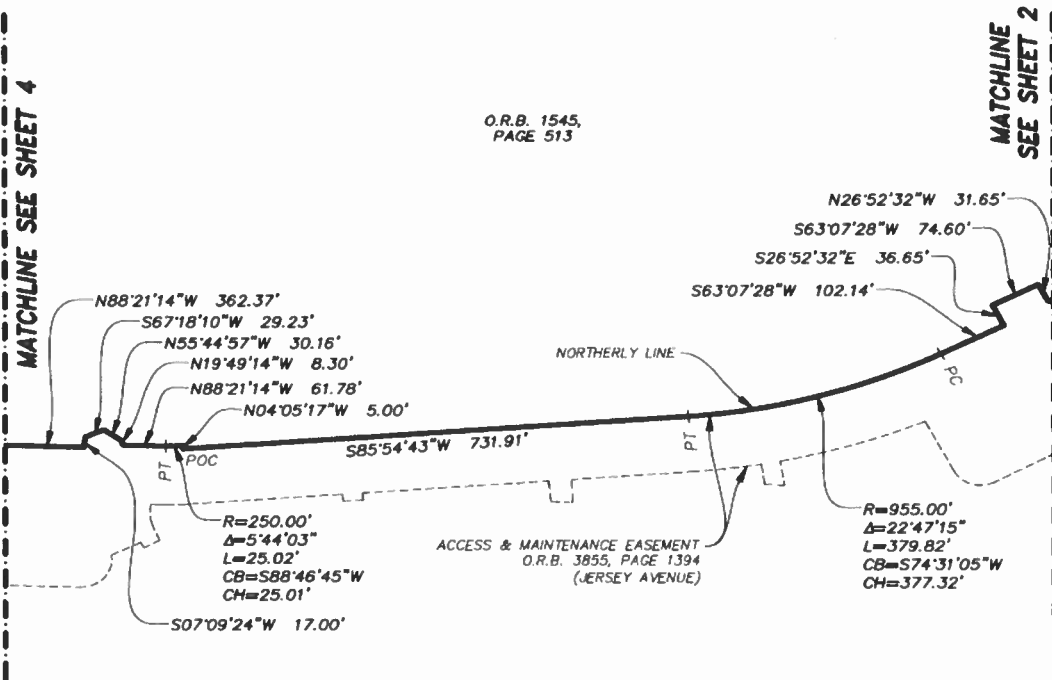 MATCHLINE SEE SHEET 4
O.R.B. 1545,
PAGE 513
MATCHLINE
SEE SHEET 2
N26°52'32"W 31.65'
S63°07'28"W 74.60'
S26°52'32"E 36.65'
S63°07'28"W 102.14'
N88°21'14"W 362.37'
S67°18'10"W 29.23'
N55°44'57"W 30.16'
N19°49'14"W 8.30'
N88°21'14"W 61.78'
N04°05'17"W 5.00'
NORTHERLY LINE
PC
PT
POC
S85°54'43"W 731.91'
PT
R=250.00'
Δ=5°44'03"
L=25.02'
CB=S88°46'45"W
CH=25.01'
ACCESS & MAINTENANCE EASEMENT
O.R.B. 3855, PAGE 1394
(JERSEY AVENUE)
R=955.00'
Δ=22°47'15"
L=379.82'
CB=S74°31'05"W
CH=377.32'
S07°09'24"W 17.00'